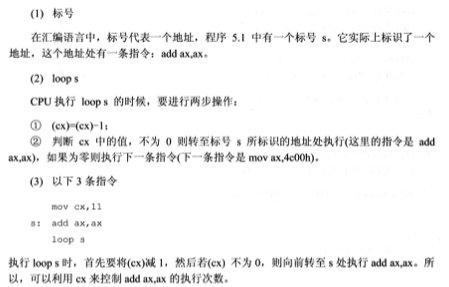 (1) 标号
在汇编语言中，标号代表一个地址，程序 5.1 中有一个标号 s。它实际上标识了一个
地址，这个地址处有一条指令：add ax,ax。
(2) loop s
CPU 执行 loop s 的时候，要进行两步操作：
① (cx)=(cx)-1；
② 判断 cx 中的值，不为 0 则转至标号 s 所标识的地址处执行(这里的指令是 add
ax,ax)，如果为零则执行下一条指令(下一条指令是 mov ax,4c00h)。
(3) 以下 3 条指令
mov cx,11
s: add ax,ax
loop s
执行 loop s 时，首先要将(cx)减 1，然后若(cx) 不为 0，则向前转至 s 处执行 add ax,ax。所
以，可以利用 cx 来控制 add ax,ax 的执行次数。